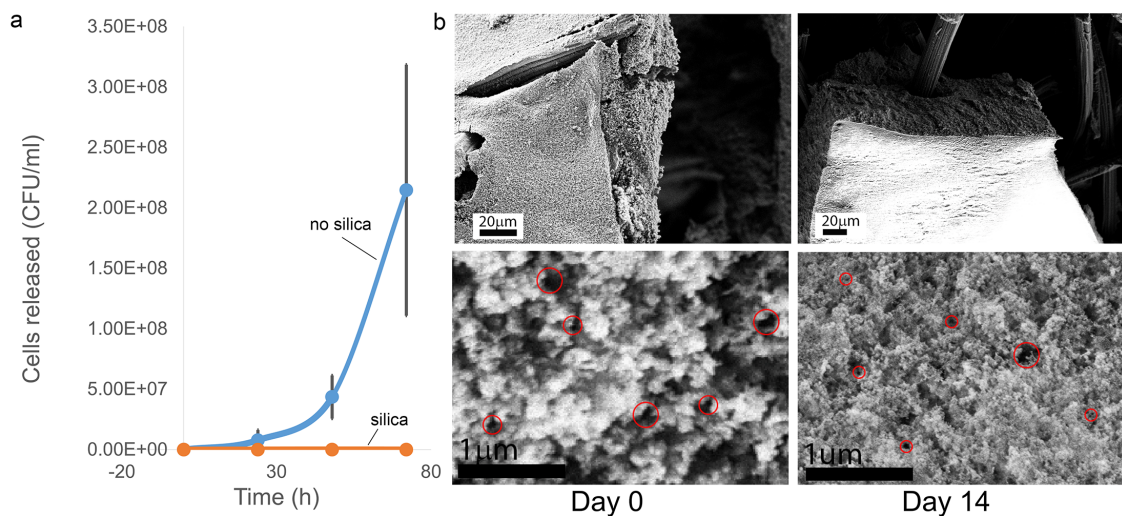 a
3.50E+08
3.00E+08
2.50E+08
2.00E+08
1.50E+08
1.00E+08
5.00E+07
0.00E+00
Cells released (CFU/ml)
no silica
silica
-20
30
80
Time (h)
b
20μm
20μm
1μm
1um
Day 0
Day 14